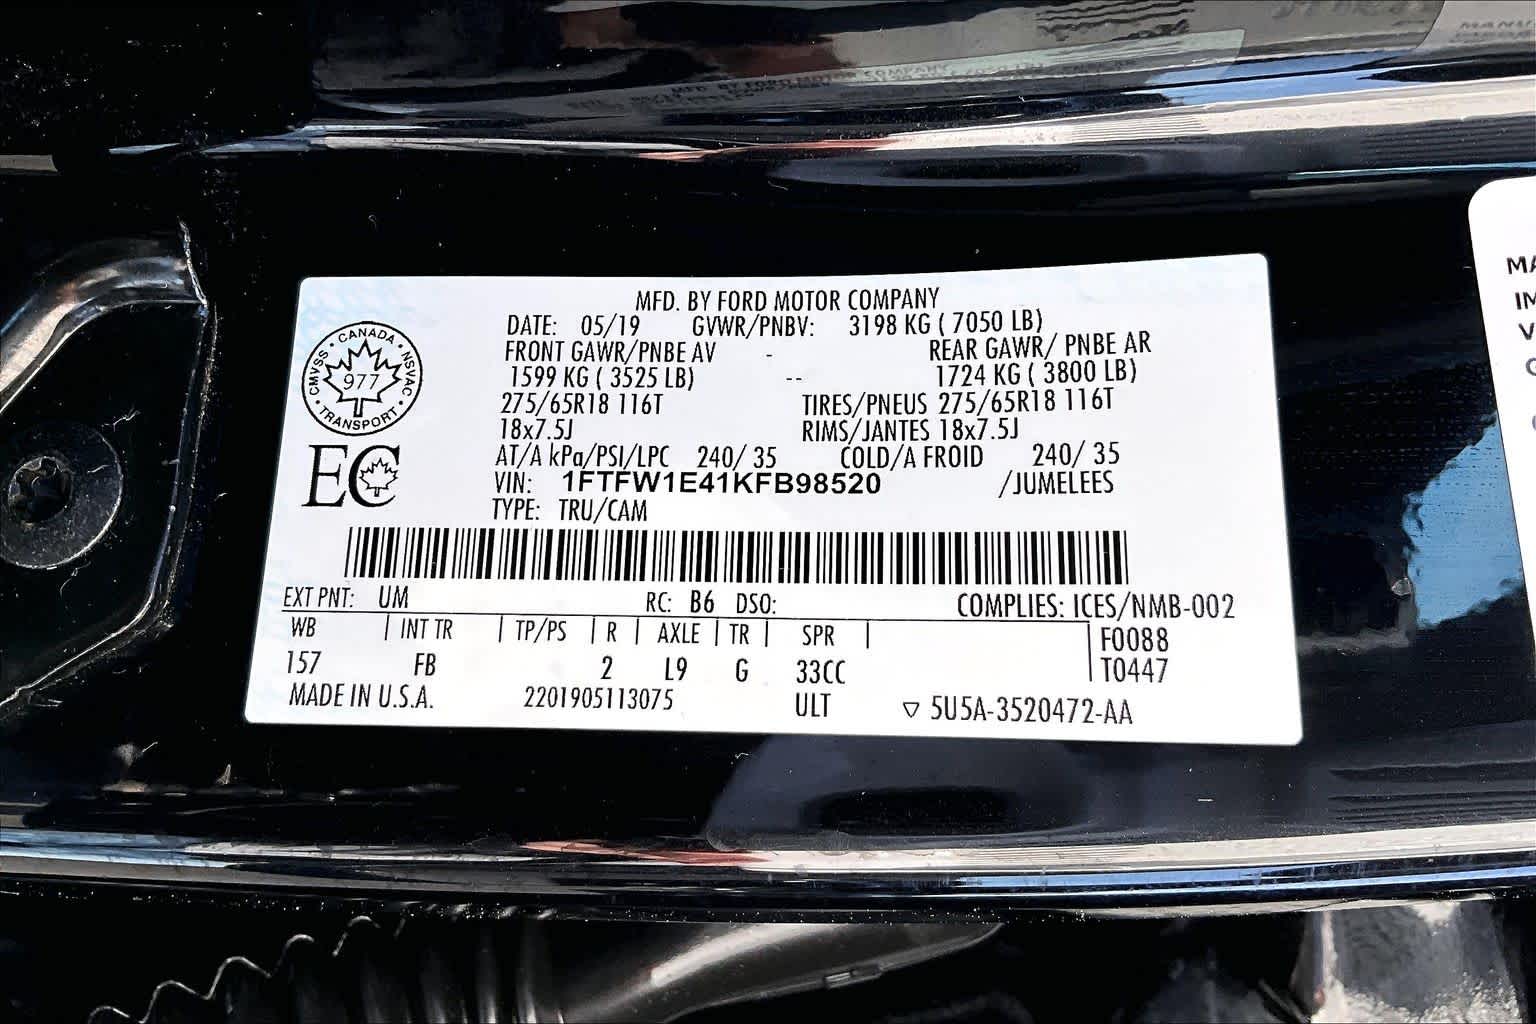 MFD. BY FORD MOTOR COMPANY
DATE: 05/19 GVWR/PNBV: 3198 KG ( 7050 LB)
FRONT GAWR/PNBE AV - REAR GAWR/ PNBE AR
1599 KG ( 3525 LB) -- 1724 KG ( 3800 LB)
275/65R18 116T TIRES/PNEUS 275/65R18 116T
18x7.5J RIMS/JANTES 18x7.5J
AT/A kPa/PSI/LPC 240/ 35 COLD/A FROID 240/ 35
VIN: 1FTFW1E41KFB98520 /JUMELEES
TYPE: TRU/CAM
CMVSS • CANADA • NSVAC • TRANSPORT •
977
EC
EXT PNT: UM RC: B6 DSO: COMPLIES: ICES/NMB-002
WB | INT TR | TP/PS | R | AXLE | TR | SPR | | F0088
157 FB 2 L9 G 33CC | T0447
MADE IN U.S.A. 2201905113075 ULT ▽ 5U5A-3520472-AA
MA
IM
V